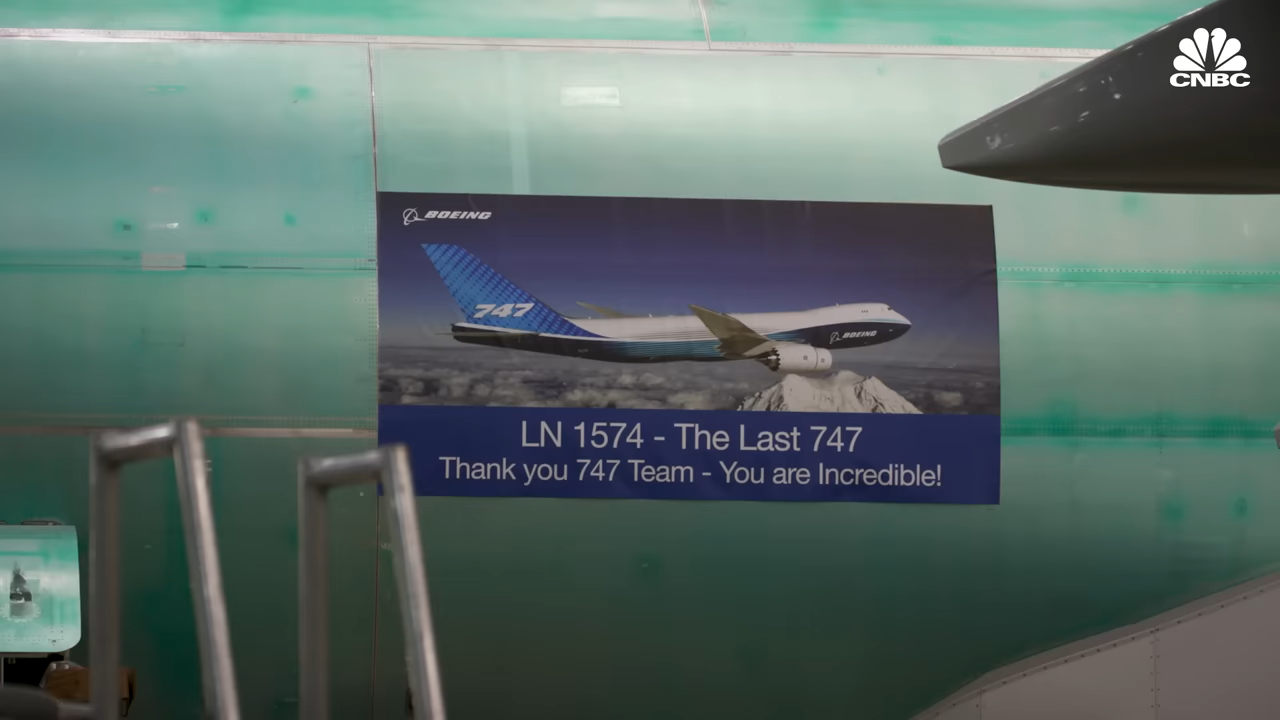 CNBC
BOEING
747
BOEING
LN 1574 - The Last 747
Thank you 747 Team - You are Incredible!